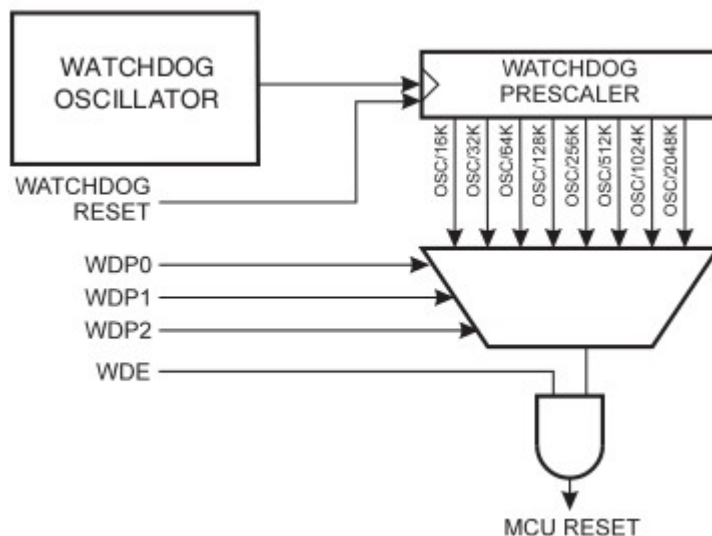 WATCHDOG
OSCILLATOR
WATCHDOG
PRESCALER
WATCHDOG
RESET
OSC/16K
OSC/32K
OSC/64K
OSC/128K
OSC/256K
OSC/512K
OSC/1024K
OSC/2048K
WDP0
WDP1
WDP2
WDE
MCU RESET